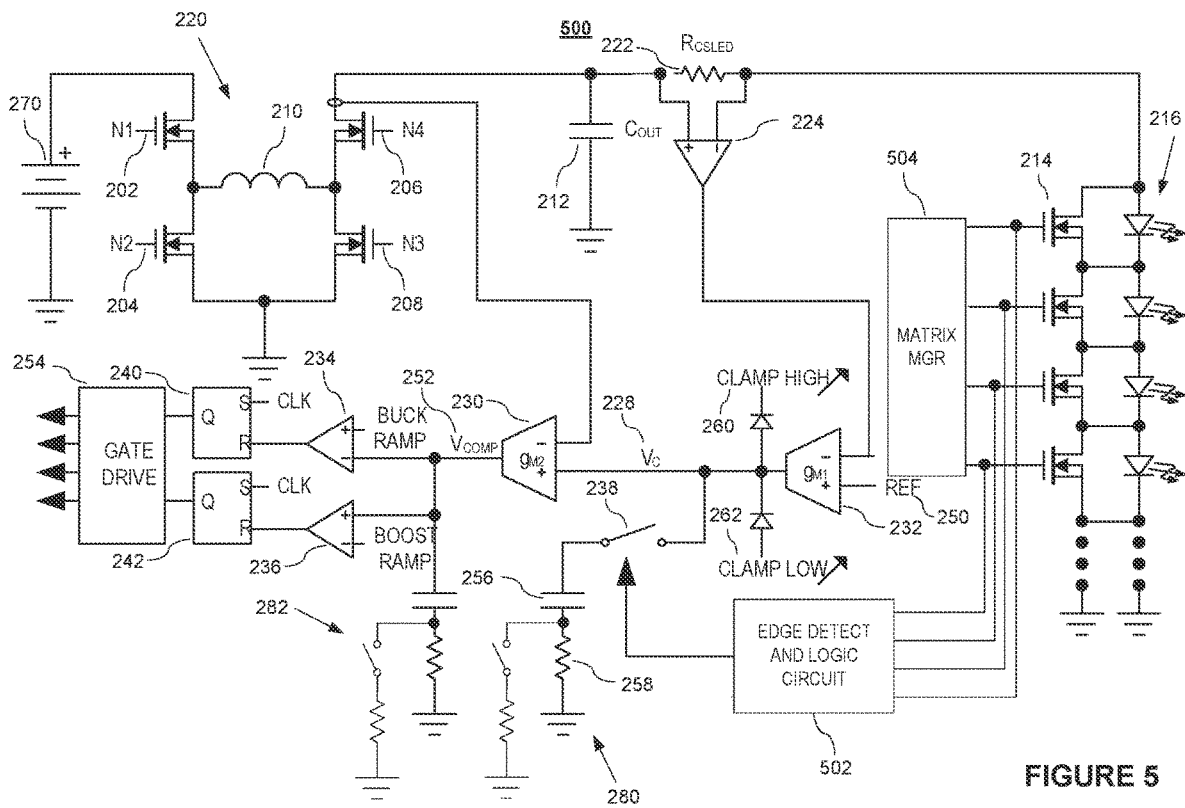 220
500
222
RCSLED
270
+
N1
210
N4
224
216
COUT
504
214
202
206
212
+
-
N2
N3
204
208
MATRIX
MGR
254
240
234
252
230
CLAMP HIGH
228
260
S
CLK
BUCK
RAMP
+
-
Q
R
VCOMP
gM2
-
+
VC
gM1
-
+
GATE
DRIVE
238
REF
250
S
CLK
262
232
Q
R
+
-
BOOST
RAMP
242
236
256
CLAMP LOW
282
EDGE DETECT
AND LOGIC
CIRCUIT
258
502
280
FIGURE 5